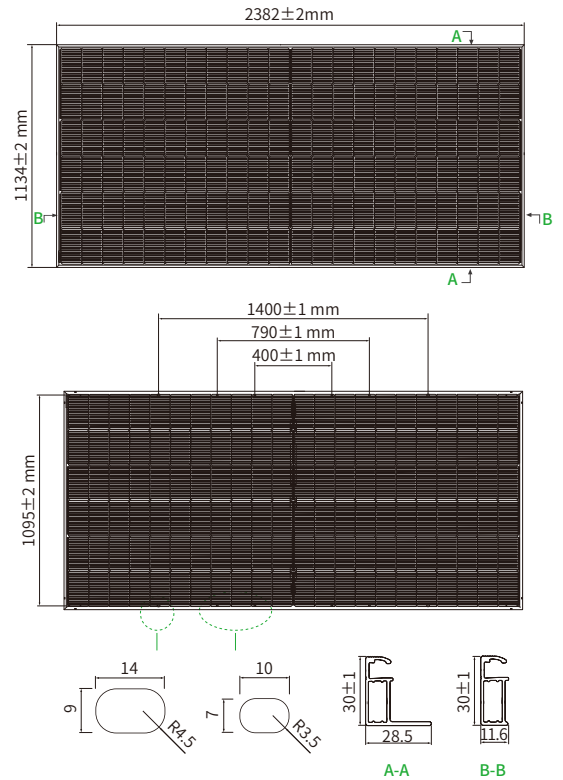 2382±2mm
A
1134±2 mm
B
B
A
1400±1 mm
790±1 mm
400±1 mm
1095±2 mm
14
10
9
R4.5
7
R3.5
30±1
28.5
30±1
11.6
A-A
B-B